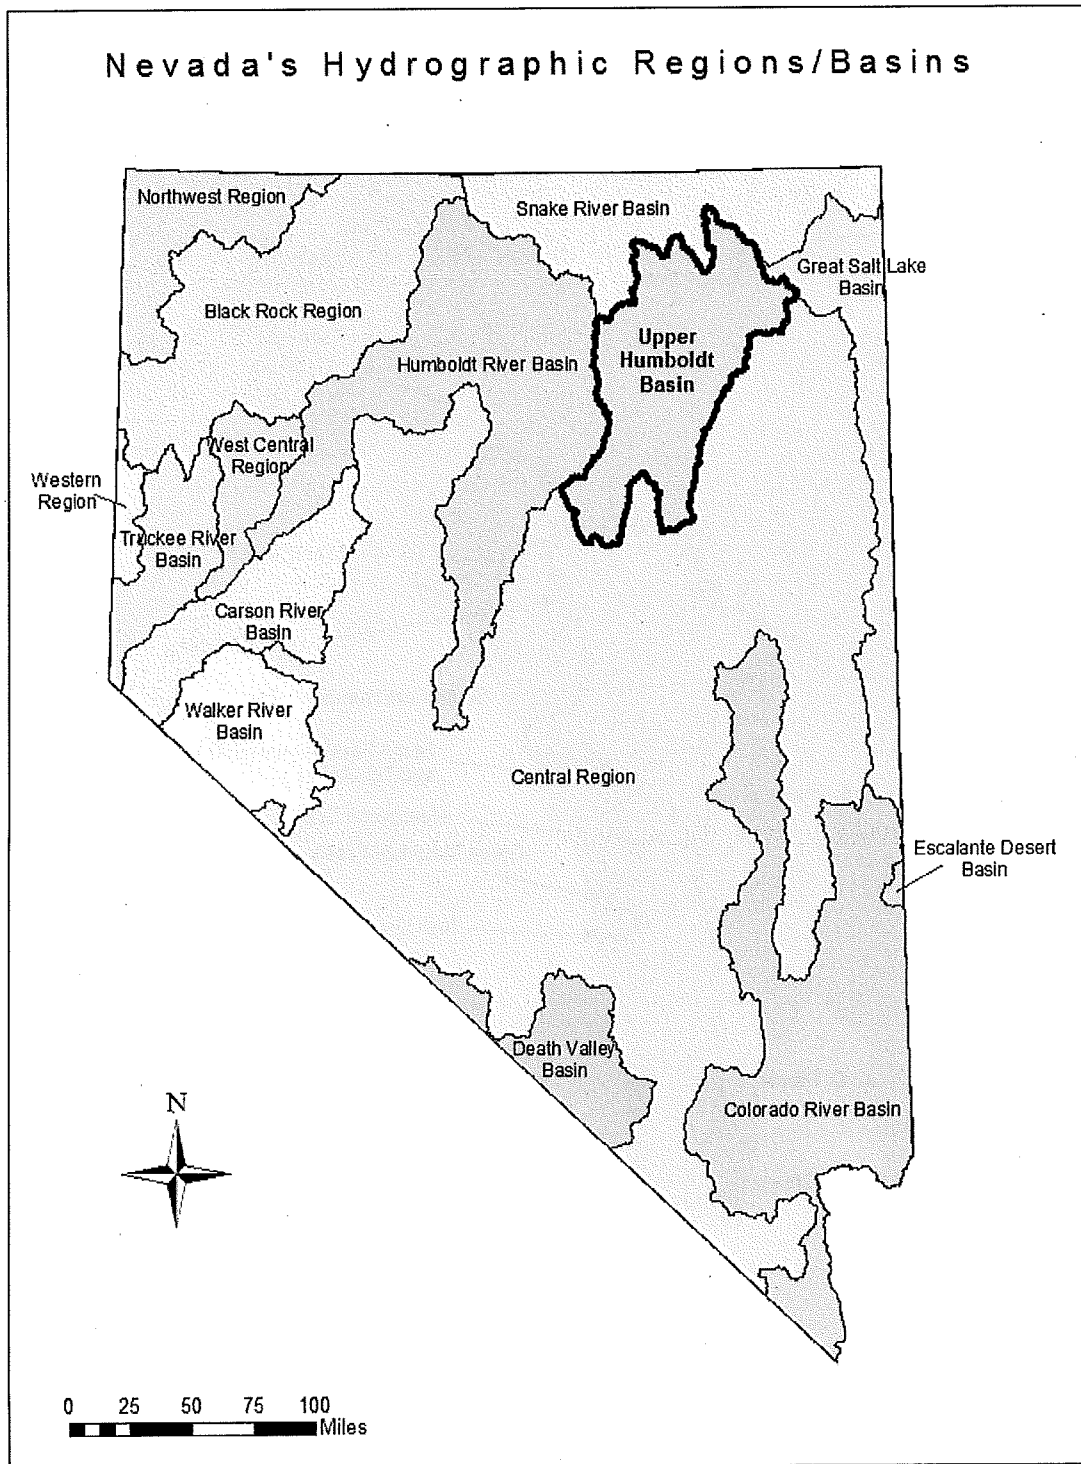 Nevada's Hydrographic Regions/Basins
Northwest Region
Snake River Basin
Great Salt Lake
Basin
Black Rock Region
Upper
Humboldt
Basin
Humboldt River Basin
West Central
Region
Western
Region
Truckee River
Basin
Carson River
Basin
Walker River
Basin
Central Region
Escalante Desert
Basin
Death Valley
Basin
Colorado River Basin
N
0 25 50 75 100
Miles